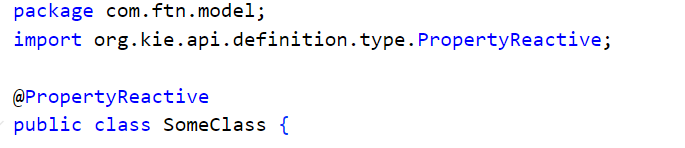 package com.ftn.model;
import org.kie.api.definition.type.PropertyReactive;
@PropertyReactive
public class SomeClass {